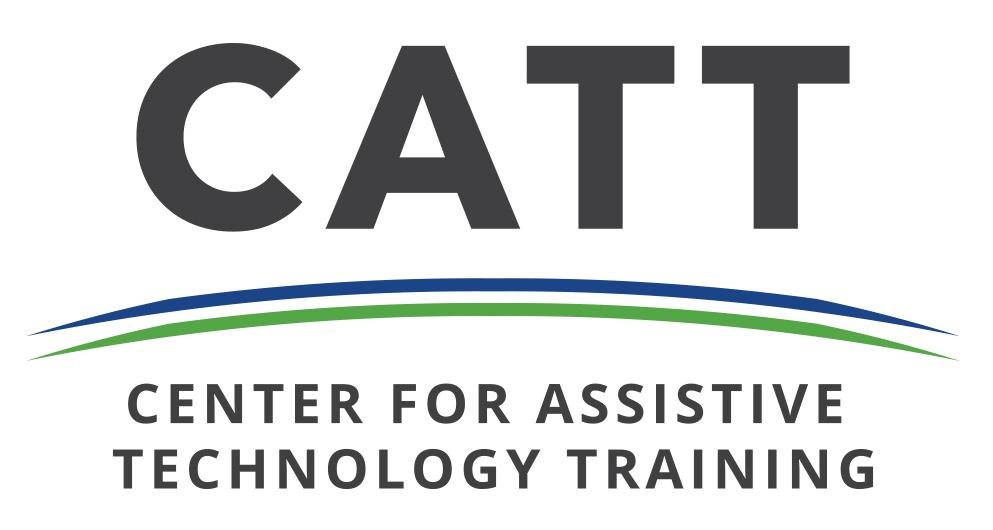 CATT
CENTER FOR ASSISTIVE
TECHNOLOGY TRAINING